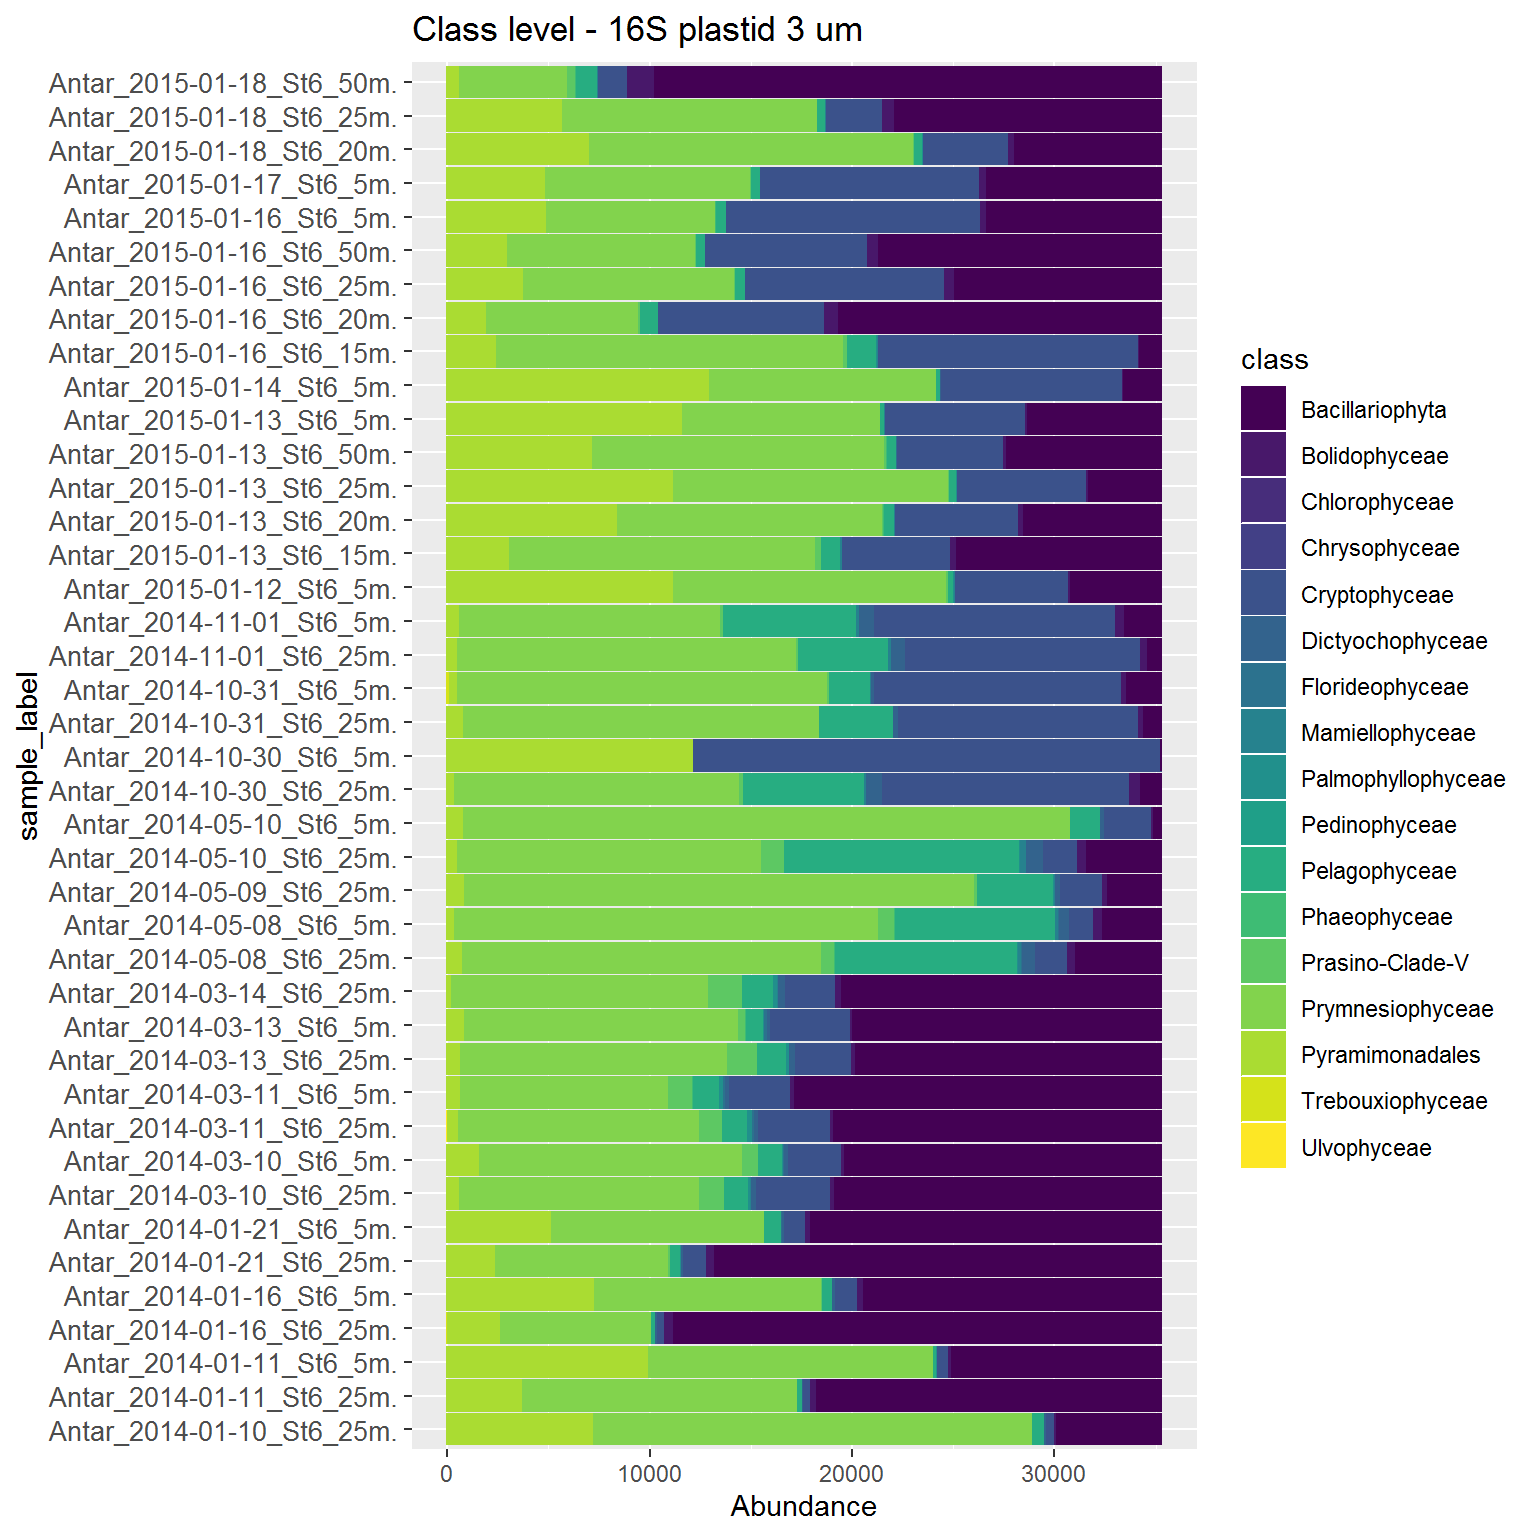 Class level - 16S plastid 3 um
Antar_2015-01-18_St6_50m.
Antar_2015-01-18_St6_25m.
Antar_2015-01-18_St6_20m.
Antar_2015-01-17_St6_5m.
Antar_2015-01-16_St6_5m.
Antar_2015-01-16_St6_50m.
Antar_2015-01-16_St6_25m.
Antar_2015-01-16_St6_20m.
Antar_2015-01-16_St6_15m.
Antar_2015-01-14_St6_5m.
Antar_2015-01-13_St6_5m.
Antar_2015-01-13_St6_50m.
Antar_2015-01-13_St6_25m.
Antar_2015-01-13_St6_20m.
Antar_2015-01-13_St6_15m.
Antar_2015-01-12_St6_5m.
Antar_2014-11-01_St6_5m.
Antar_2014-11-01_St6_25m.
Antar_2014-10-31_St6_5m.
Antar_2014-10-31_St6_25m.
Antar_2014-10-30_St6_5m.
Antar_2014-10-30_St6_25m.
Antar_2014-05-10_St6_5m.
Antar_2014-05-10_St6_25m.
Antar_2014-05-09_St6_25m.
Antar_2014-05-08_St6_5m.
Antar_2014-05-08_St6_25m.
Antar_2014-03-14_St6_25m.
Antar_2014-03-13_St6_5m.
Antar_2014-03-13_St6_25m.
Antar_2014-03-11_St6_5m.
Antar_2014-03-11_St6_25m.
Antar_2014-03-10_St6_5m.
Antar_2014-03-10_St6_25m.
Antar_2014-01-21_St6_5m.
Antar_2014-01-21_St6_25m.
Antar_2014-01-16_St6_5m.
Antar_2014-01-16_St6_25m.
Antar_2014-01-11_St6_5m.
Antar_2014-01-11_St6_25m.
Antar_2014-01-10_St6_25m.
sample_label
0 10000 20000 30000
Abundance
class
Bacillariophyta
Bolidophyceae
Chlorophyceae
Chrysophyceae
Cryptophyceae
Dictyochophyceae
Florideophyceae
Mamiellophyceae
Palmophyllophyceae
Pedinophyceae
Pelagophyceae
Phaeophyceae
Prasino-Clade-V
Prymnesiophyceae
Pyramimonadales
Trebouxiophyceae
Ulvophyceae